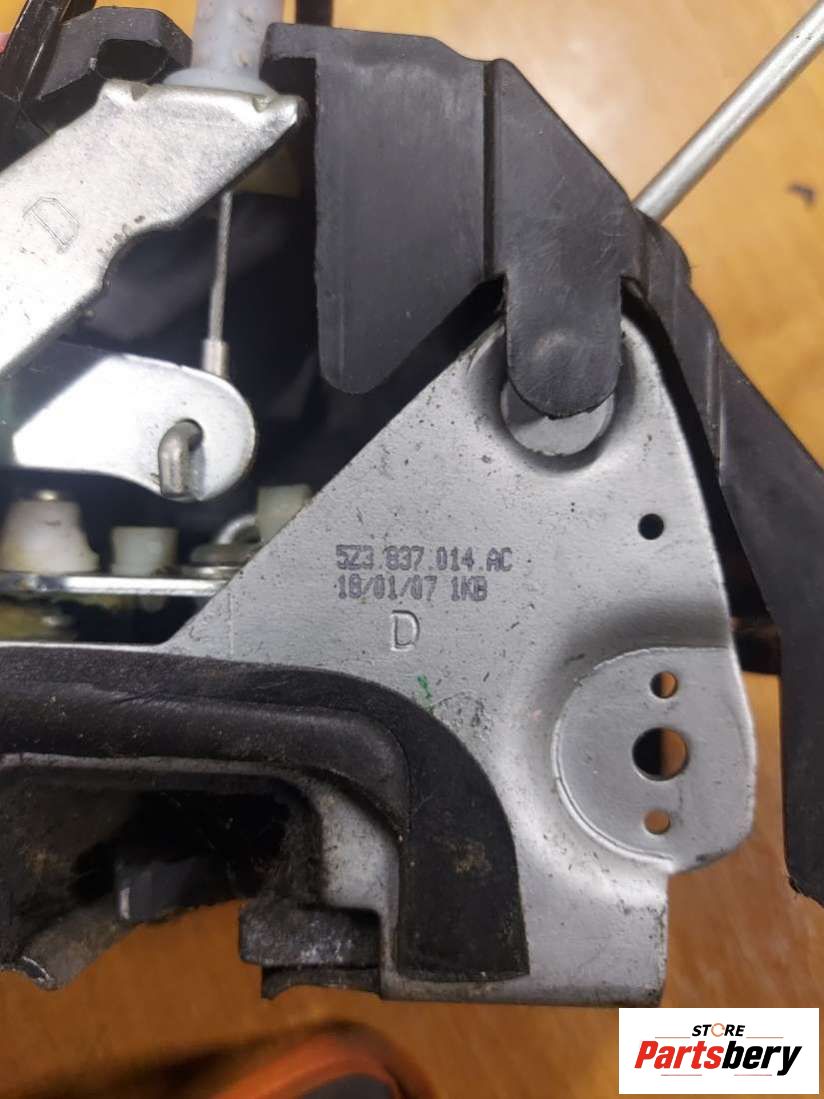 D
5Z3.837.014.AC
18/01/07 1KB
D
STORE
Partsbery